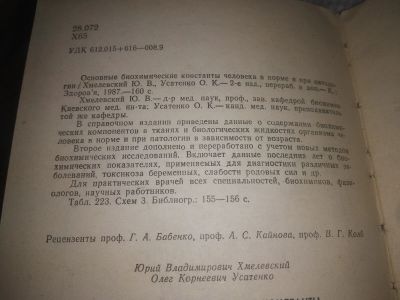 28.072
Х65
УДК 612.015+616—008.9
Основные биохимические константы человека в норме и при патоло-
гии / Хмелевский Ю. В., Усатенко О. К.— 2-е изд., перераб. и доп.— К.:
Здоров'я, 1987.—160 с.
Хмелевский Ю. В.— д-р мед. наук, проф., зав. кафедрой биохимии
Киевского мед. ин-та; Усатенко О. К.— канд. мед. наук, преподаватель
той же кафедры.
В справочном издании приведены данные о содержании биохими-
ческих компонентов в тканях и биологических жидкостях организма че-
ловека в норме и при патологии в зависимости от возраста.
Второе издание дополнено и переработано с учетом новых методов
биохимических исследований. Включает данные последних лет о био-
химических показателях, применяемых для диагностики различных за-
болеваний, токсикоза беременных, слабости родовых сил и др.
Для практических врачей всех специальностей, биохимиков, физио-
логов, научных работников.
Табл. 223. Схем 3. Библиогр.: 155—156 с.
Рецензенты проф. Г. А. Бабенко, проф. А. С. Кайнова, проф. В. Г. Колб
Юрий Владимирович Хмелевский
Олег Корнеевич Усатенко